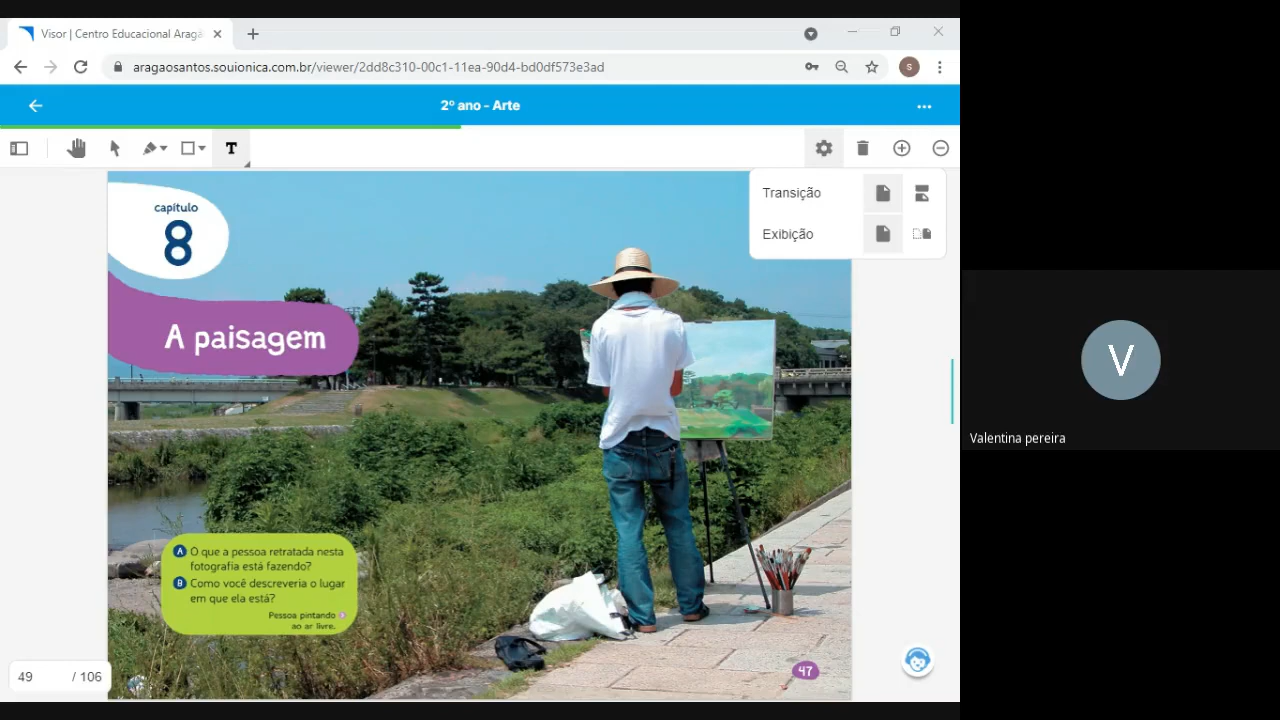 Visor | Centro Educacional Aragã
aragaosantos.souionica.com.br/viewer/2dd8c310-00c1-11ea-90d4-bd0df573e3ad
S
2º ano - Arte
T
Transição
Exibição
capítulo
8
A paisagem
A O que a pessoa retratada nesta
fotografia está fazendo?
B Como você descreveria o lugar
em que ela está?
Pessoa pintando
ao ar livre.
47
49 / 106
V
Valentina pereira